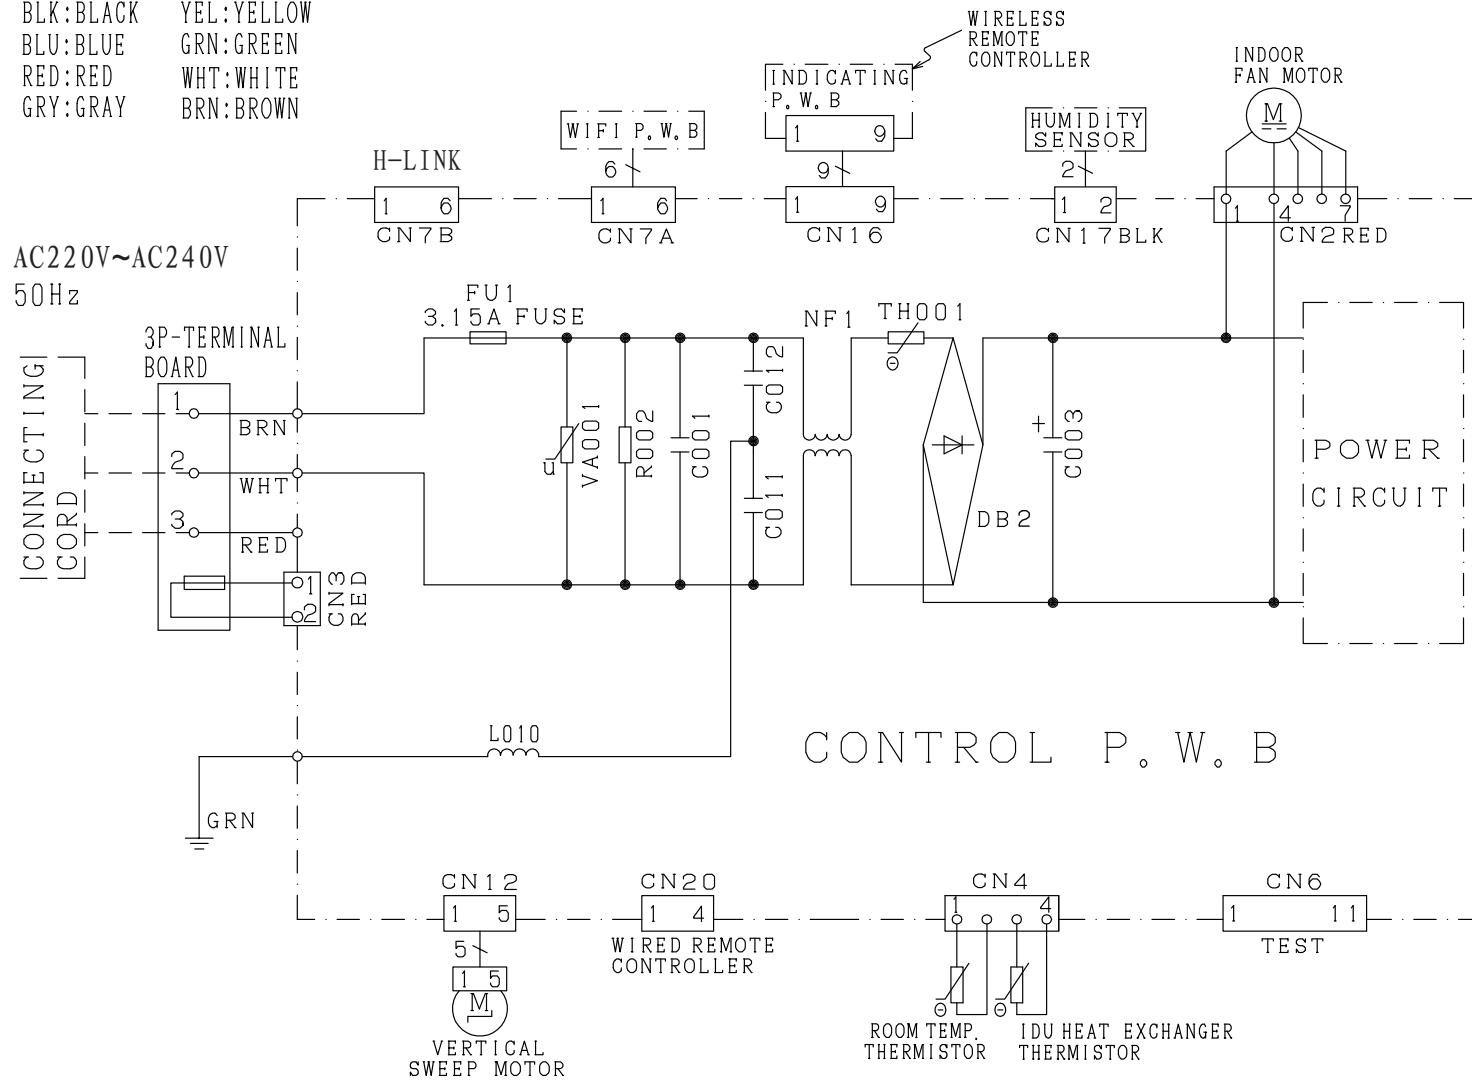 BLK:BLACK YEL:YELLOW
BLU:BLUE GRN:GREEN
RED:RED WHT:WHITE
GRY:GRAY BRN:BROWN
WIRELESS
REMOTE
CONTROLLER
INDICATING
P.W.B
1 9
9
1 9
CN16
INDOOR
FAN MOTOR
M
1 4 7
CN2 RED
WIFI P.W.B
6
1 6
CN7A
HUMIDITY
SENSOR
2
1 2
CN17BLK
H-LINK
1 6
CN7B
AC220V~AC240V
50Hz
3P-TERMINAL
BOARD
CONNECTING
CORD
1
BRN
2
WHT
3
RED
1
2
CN3
RED
FU1
3.15A FUSE
u
VA001
R002
C001
C012
C011
NF1
TH001
Θ
DB2
+
C003
POWER
CIRCUIT
L010
GRN
CONTROL P.W.B
CN12
1 5
5
1 5
M
VERTICAL
SWEEP MOTOR
CN20
1 4
WIRED REMOTE
CONTROLLER
CN4
1 4
Θ Θ
ROOM TEMP.
THERMISTOR
IDU HEAT EXCHANGER
THERMISTOR
CN6
1 11
TEST